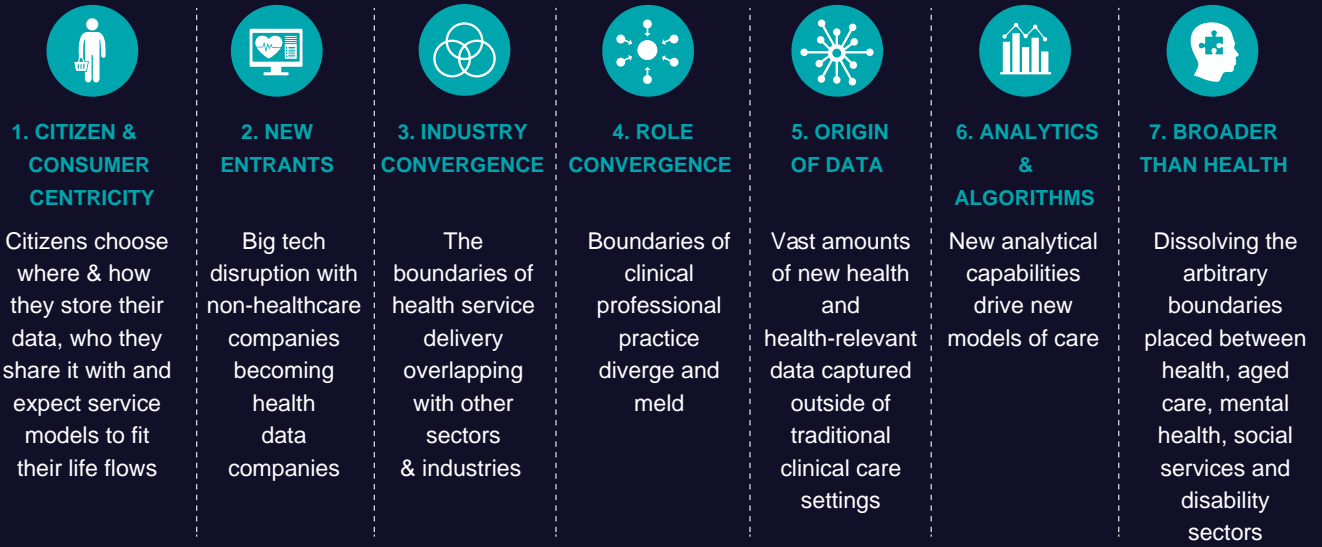 1. CITIZEN &
CONSUMER
CENTRICITY
Citizens choose
where & how
they store their
data, who they
share it with and
expect service
models to fit
their life flows
2. NEW
ENTRANTS
Big tech
disruption with
non-healthcare
companies
becoming
health
data
companies
3. INDUSTRY
CONVERGENCE
The
boundaries of
health service
delivery
overlapping
with other
sectors
& industries
4. ROLE
CONVERGENCE
Boundaries of
clinical
professional
practice
diverge and
meld
5. ORIGIN
OF DATA
Vast amounts
of new health
and
health-relevant
data captured
outside of
traditional
clinical care
settings
6. ANALYTICS
&
ALGORITHMS
New analytical
capabilities
drive new
models of care
7. BROADER
THAN HEALTH
Dissolving the
arbitrary
boundaries
placed between
health, aged
care, mental
health, social
services and
disability
sectors